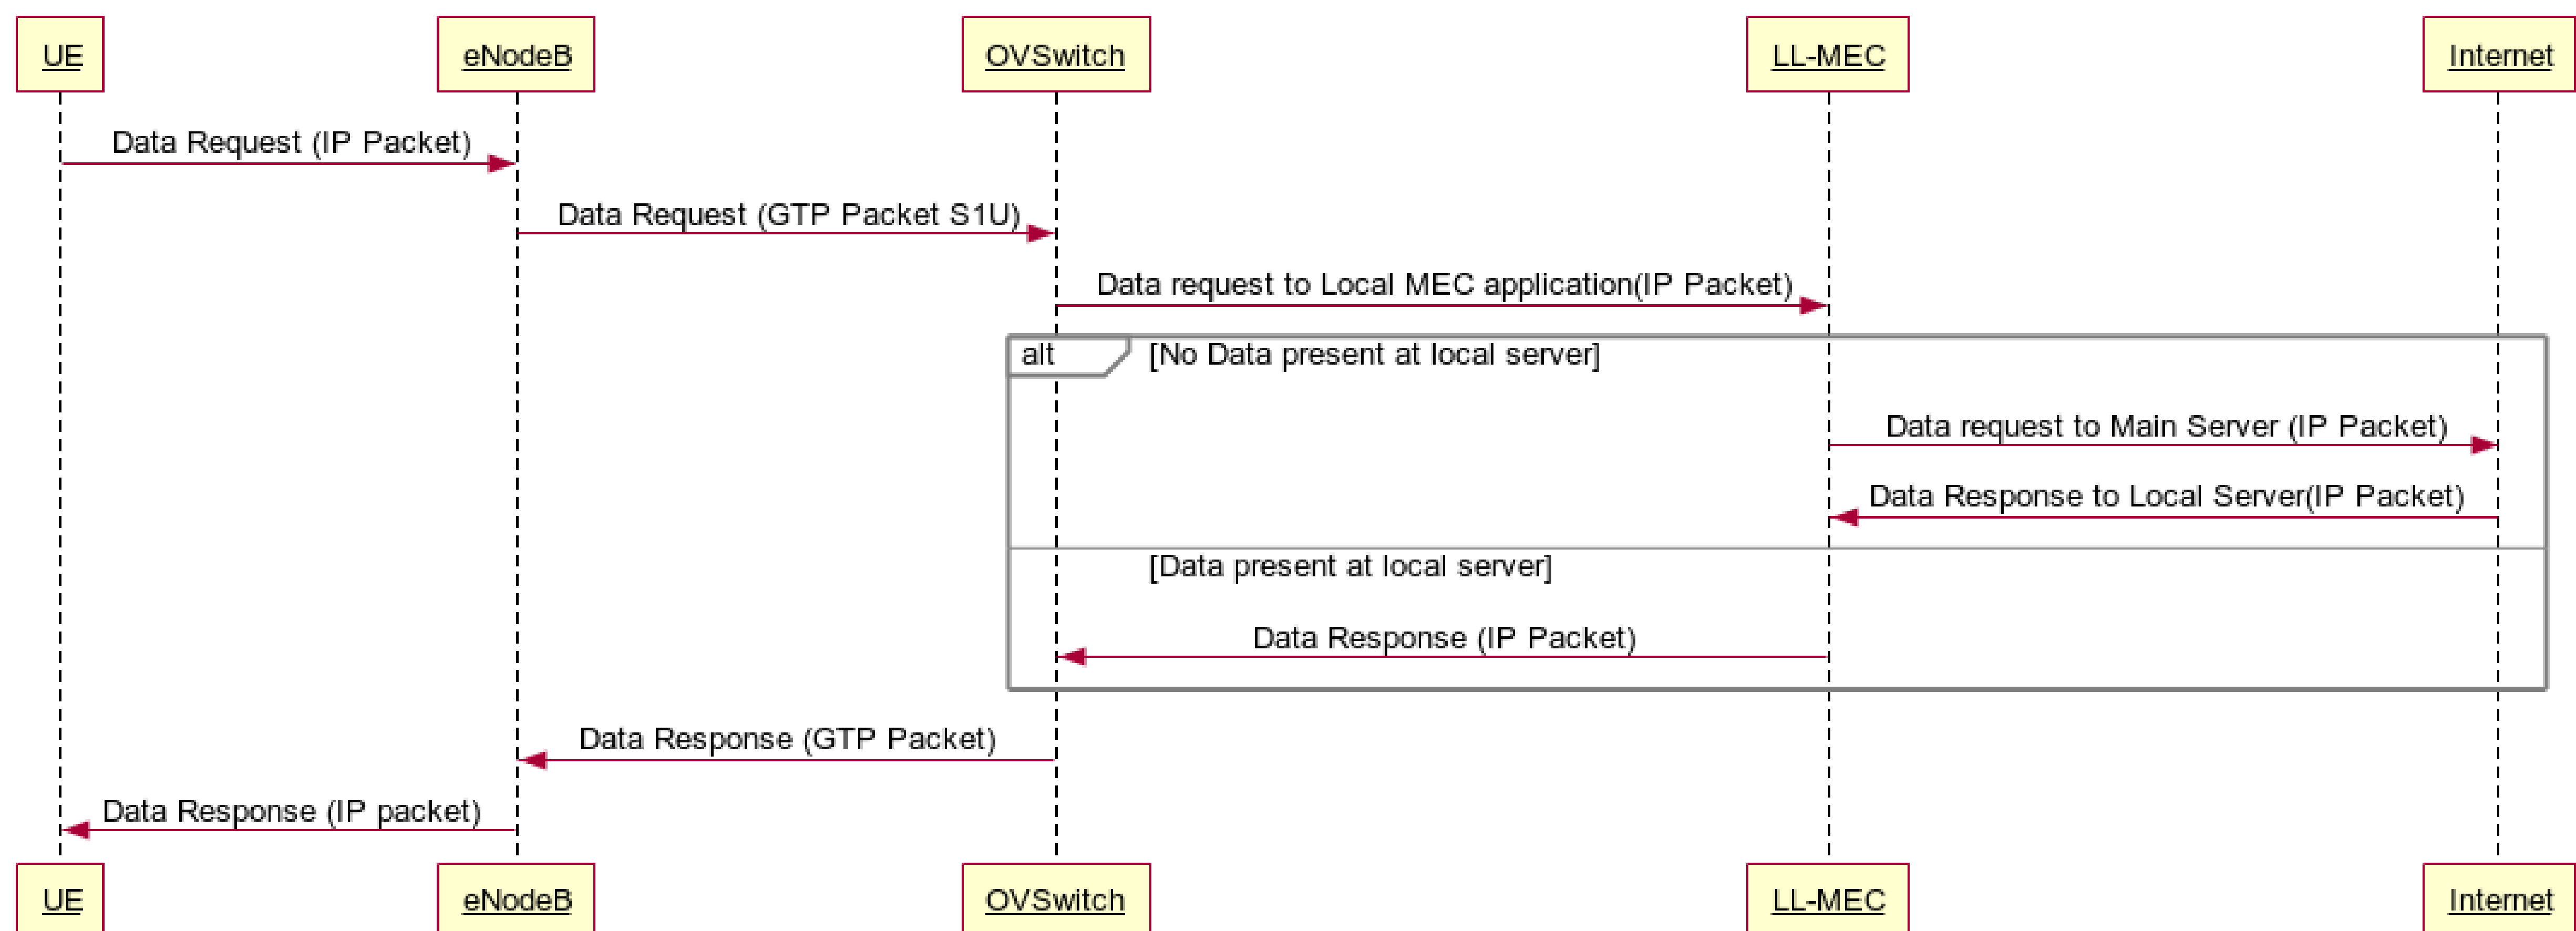 UE eNodeB OVSwitch LL-MEC Internet
Data Request (IP Packet)
Data Request (GTP Packet S1U)
Data request to Local MEC application(IP Packet)
alt [No Data present at local server]
Data request to Main Server (IP Packet)
Data Response to Local Server(IP Packet)
[Data present at local server]
Data Response (IP Packet)
Data Response (GTP Packet)
Data Response (IP packet)
UE eNodeB OVSwitch LL-MEC Internet